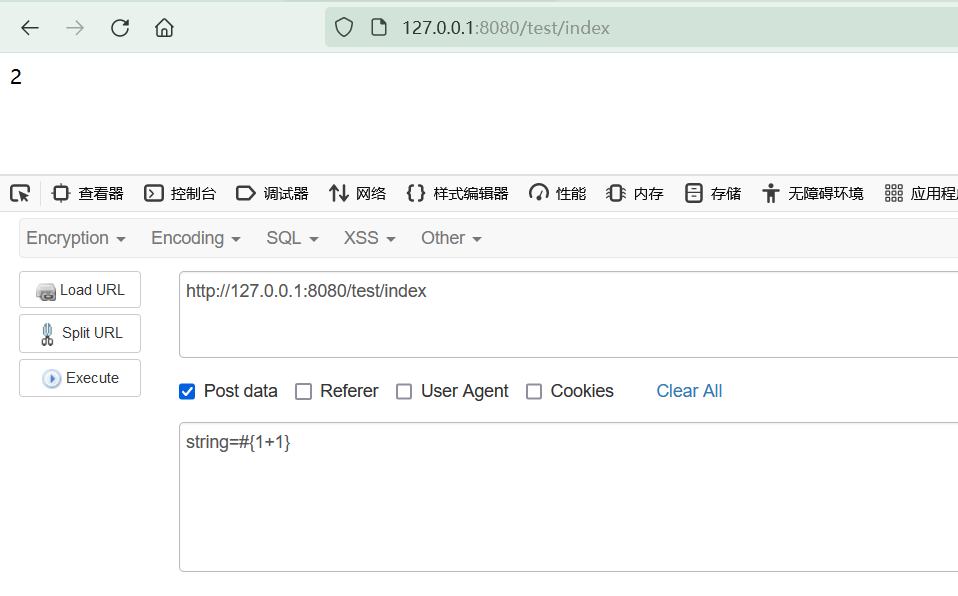 127.0.0.1:8080/test/index
2
查看器 控制台 调试器 网络 样式编辑器 性能 内存 存储 无障碍环境 应用程
Encryption Encoding SQL XSS Other
Load URL
http://127.0.0.1:8080/test/index
Split URL
Execute
Post data Referer User Agent Cookies Clear All
string=#{1+1}